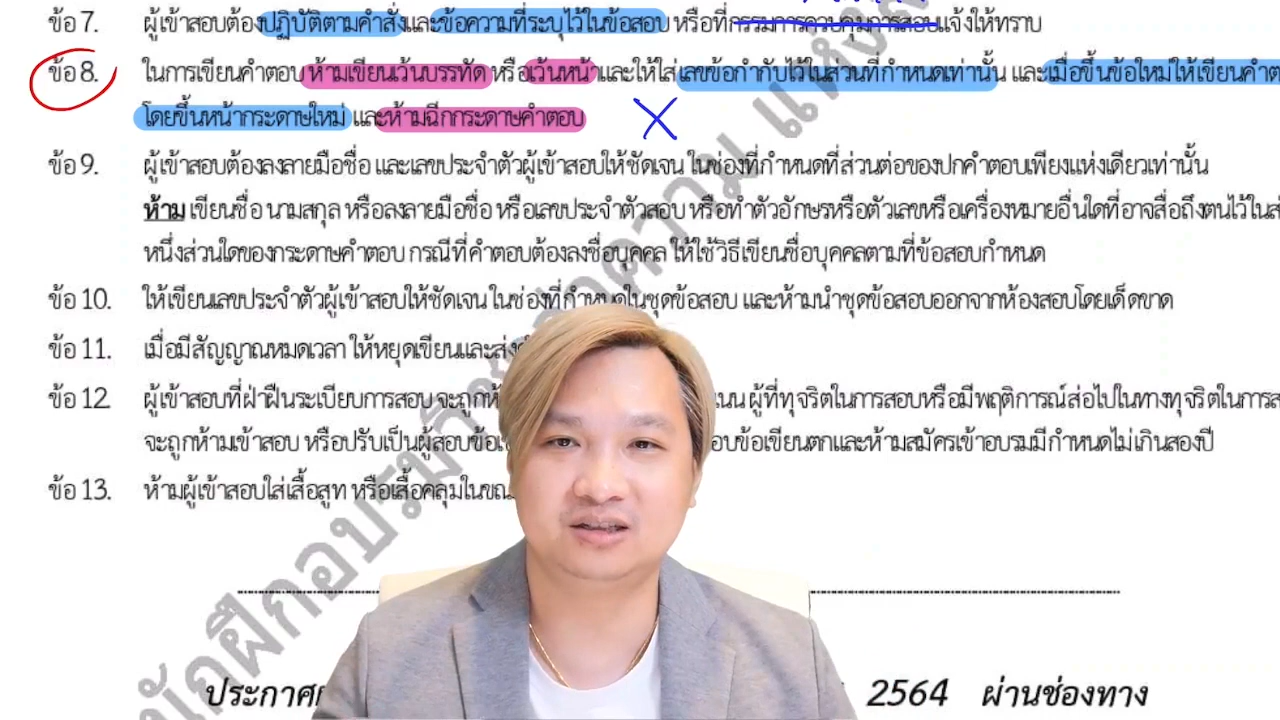 ข้อ 7. ผู้เข้าสอบต้องปฏิบัติตามคำสั่งและข้อความที่ระบุไว้ในข้อสอบ หรือที่กรรมการควบคุมการสอบแจ้งให้ทราบ
ข้อ 8. ในการเขียนคำตอบ ห้ามเขียนเว้นบรรทัด หรือเว้นหน้า และให้ใส่เลขข้อกำกับไว้ในส่วนที่กำหนดเท่านั้น และเมื่อขึ้นข้อใหม่ให้เขียนคำต
โดยขึ้นหน้ากระดาษใหม่ และห้ามฉีกกระดาษคำตอบ
ข้อ 9. ผู้เข้าสอบต้องลงลายมือชื่อ และเลขประจำตัวผู้เข้าสอบให้ชัดเจน ในช่องที่กำหนดที่ส่วนต่อของปกคำตอบเพียงแห่งเดียวเท่านั้น
ห้าม เขียนชื่อ นามสกุล หรือลงลายมือชื่อ หรือเลขประจำตัวสอบ หรือทำตัวอักษรหรือตัวเลขหรือเครื่องหมายอื่นใดที่อาจสื่อถึงตนไว้ใน
หนึ่งส่วนใดของกระดาษคำตอบ กรณีที่คำตอบต้องลงชื่อบุคคล ให้ใช้วิธีเขียนชื่อบุคคลตามที่ข้อสอบกำหนด
ข้อ 10. ให้เขียนเลขประจำตัวผู้เข้าสอบให้ชัดเจน ในช่องที่กำหนดในชุดข้อสอบ และห้ามนำชุดข้อสอบออกจากห้องสอบโดยเด็ดขาด
ข้อ 11. เมื่อมีสัญญาณหมดเวลา ให้หยุดเขียนและส่ง
ข้อ 12. ผู้เข้าสอบที่ฝ่าฝืนระเบียบการสอบ จะถูก แนน ผู้ที่ทุจริตในการสอบหรือมีพฤติการณ์ส่อไปในทางทุจริตในการส
จะถูกห้ามเข้าสอบ หรือปรับเป็นผู้สอบข้อเ อบข้อเขียนตกและห้ามสมัครเข้าอบรมมีกำหนดไม่เกินสองปี
ข้อ 13. ห้ามผู้เข้าสอบใส่เสื้อสูท หรือเสื้อคลุมในขณ
ประกาศ 2564 ผ่านช่องทาง